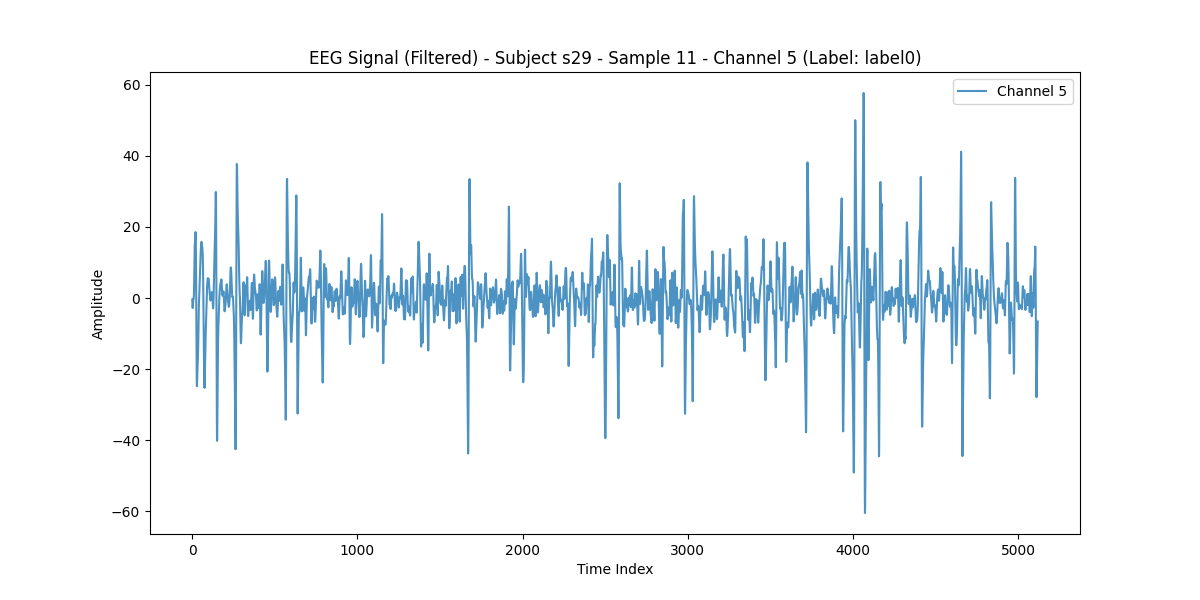 EEG Signal (Filtered) - Subject s29 - Sample 11 - Channel 5 (Label: label0)
Channel 5
60
40
20
0
−20
−40
−60
Amplitude
0 1000 2000 3000 4000 5000
Time Index